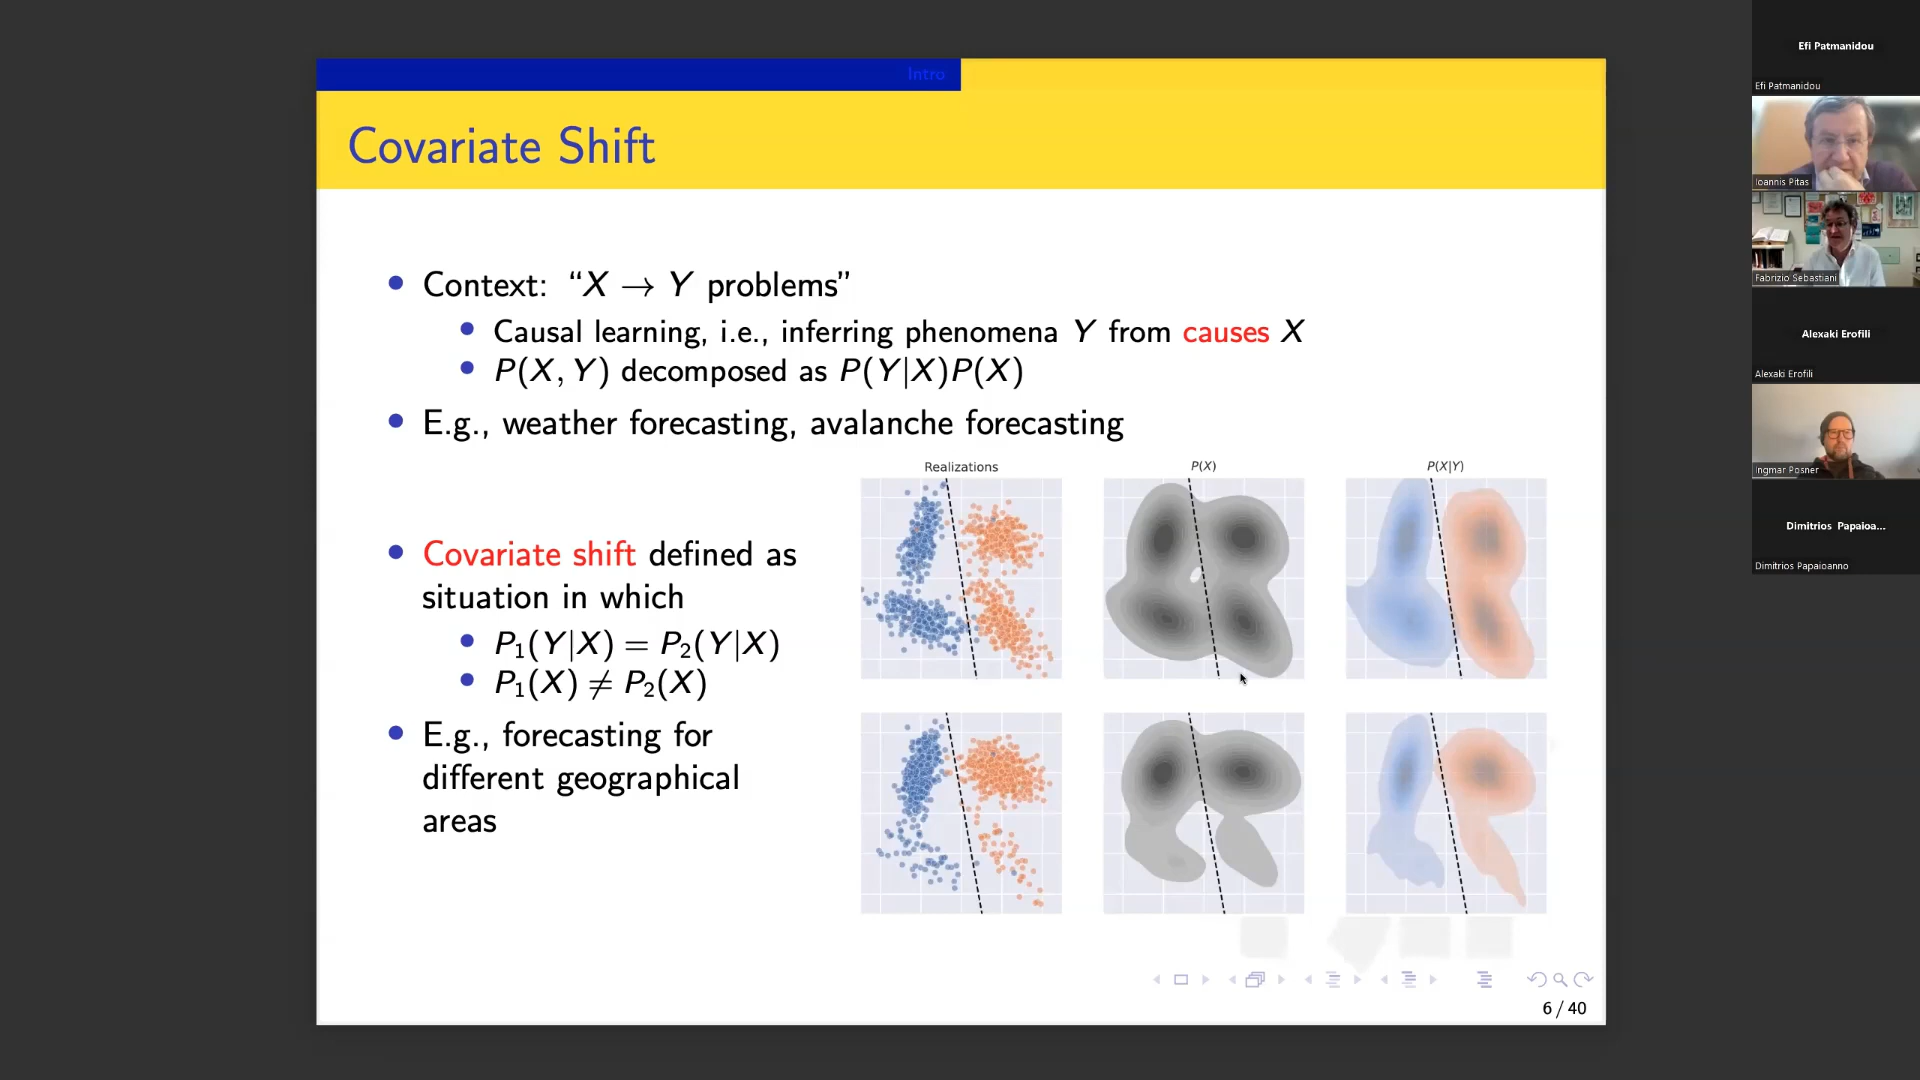 Intro
Covariate Shift
Context: “X → Y problems”
Causal learning, i.e., inferring phenomena Y from causes X
P(X, Y) decomposed as P(Y|X)P(X)
E.g., weather forecasting, avalanche forecasting
Covariate shift defined as
situation in which
P₁(Y|X) = P₂(Y|X)
P₁(X) ≠ P₂(X)
E.g., forecasting for
different geographical
areas
Realizations
P(X)
P(X|Y)
6 / 40
Efi Patmanidou
Efi Patmanidou
Ioannis Pitas
Fabrizio Sebastiani
Alexaki Erofili
Alexaki Erofili
Ingmar Posner
Dimitrios Papaioa...
Dimitrios Papaioanno